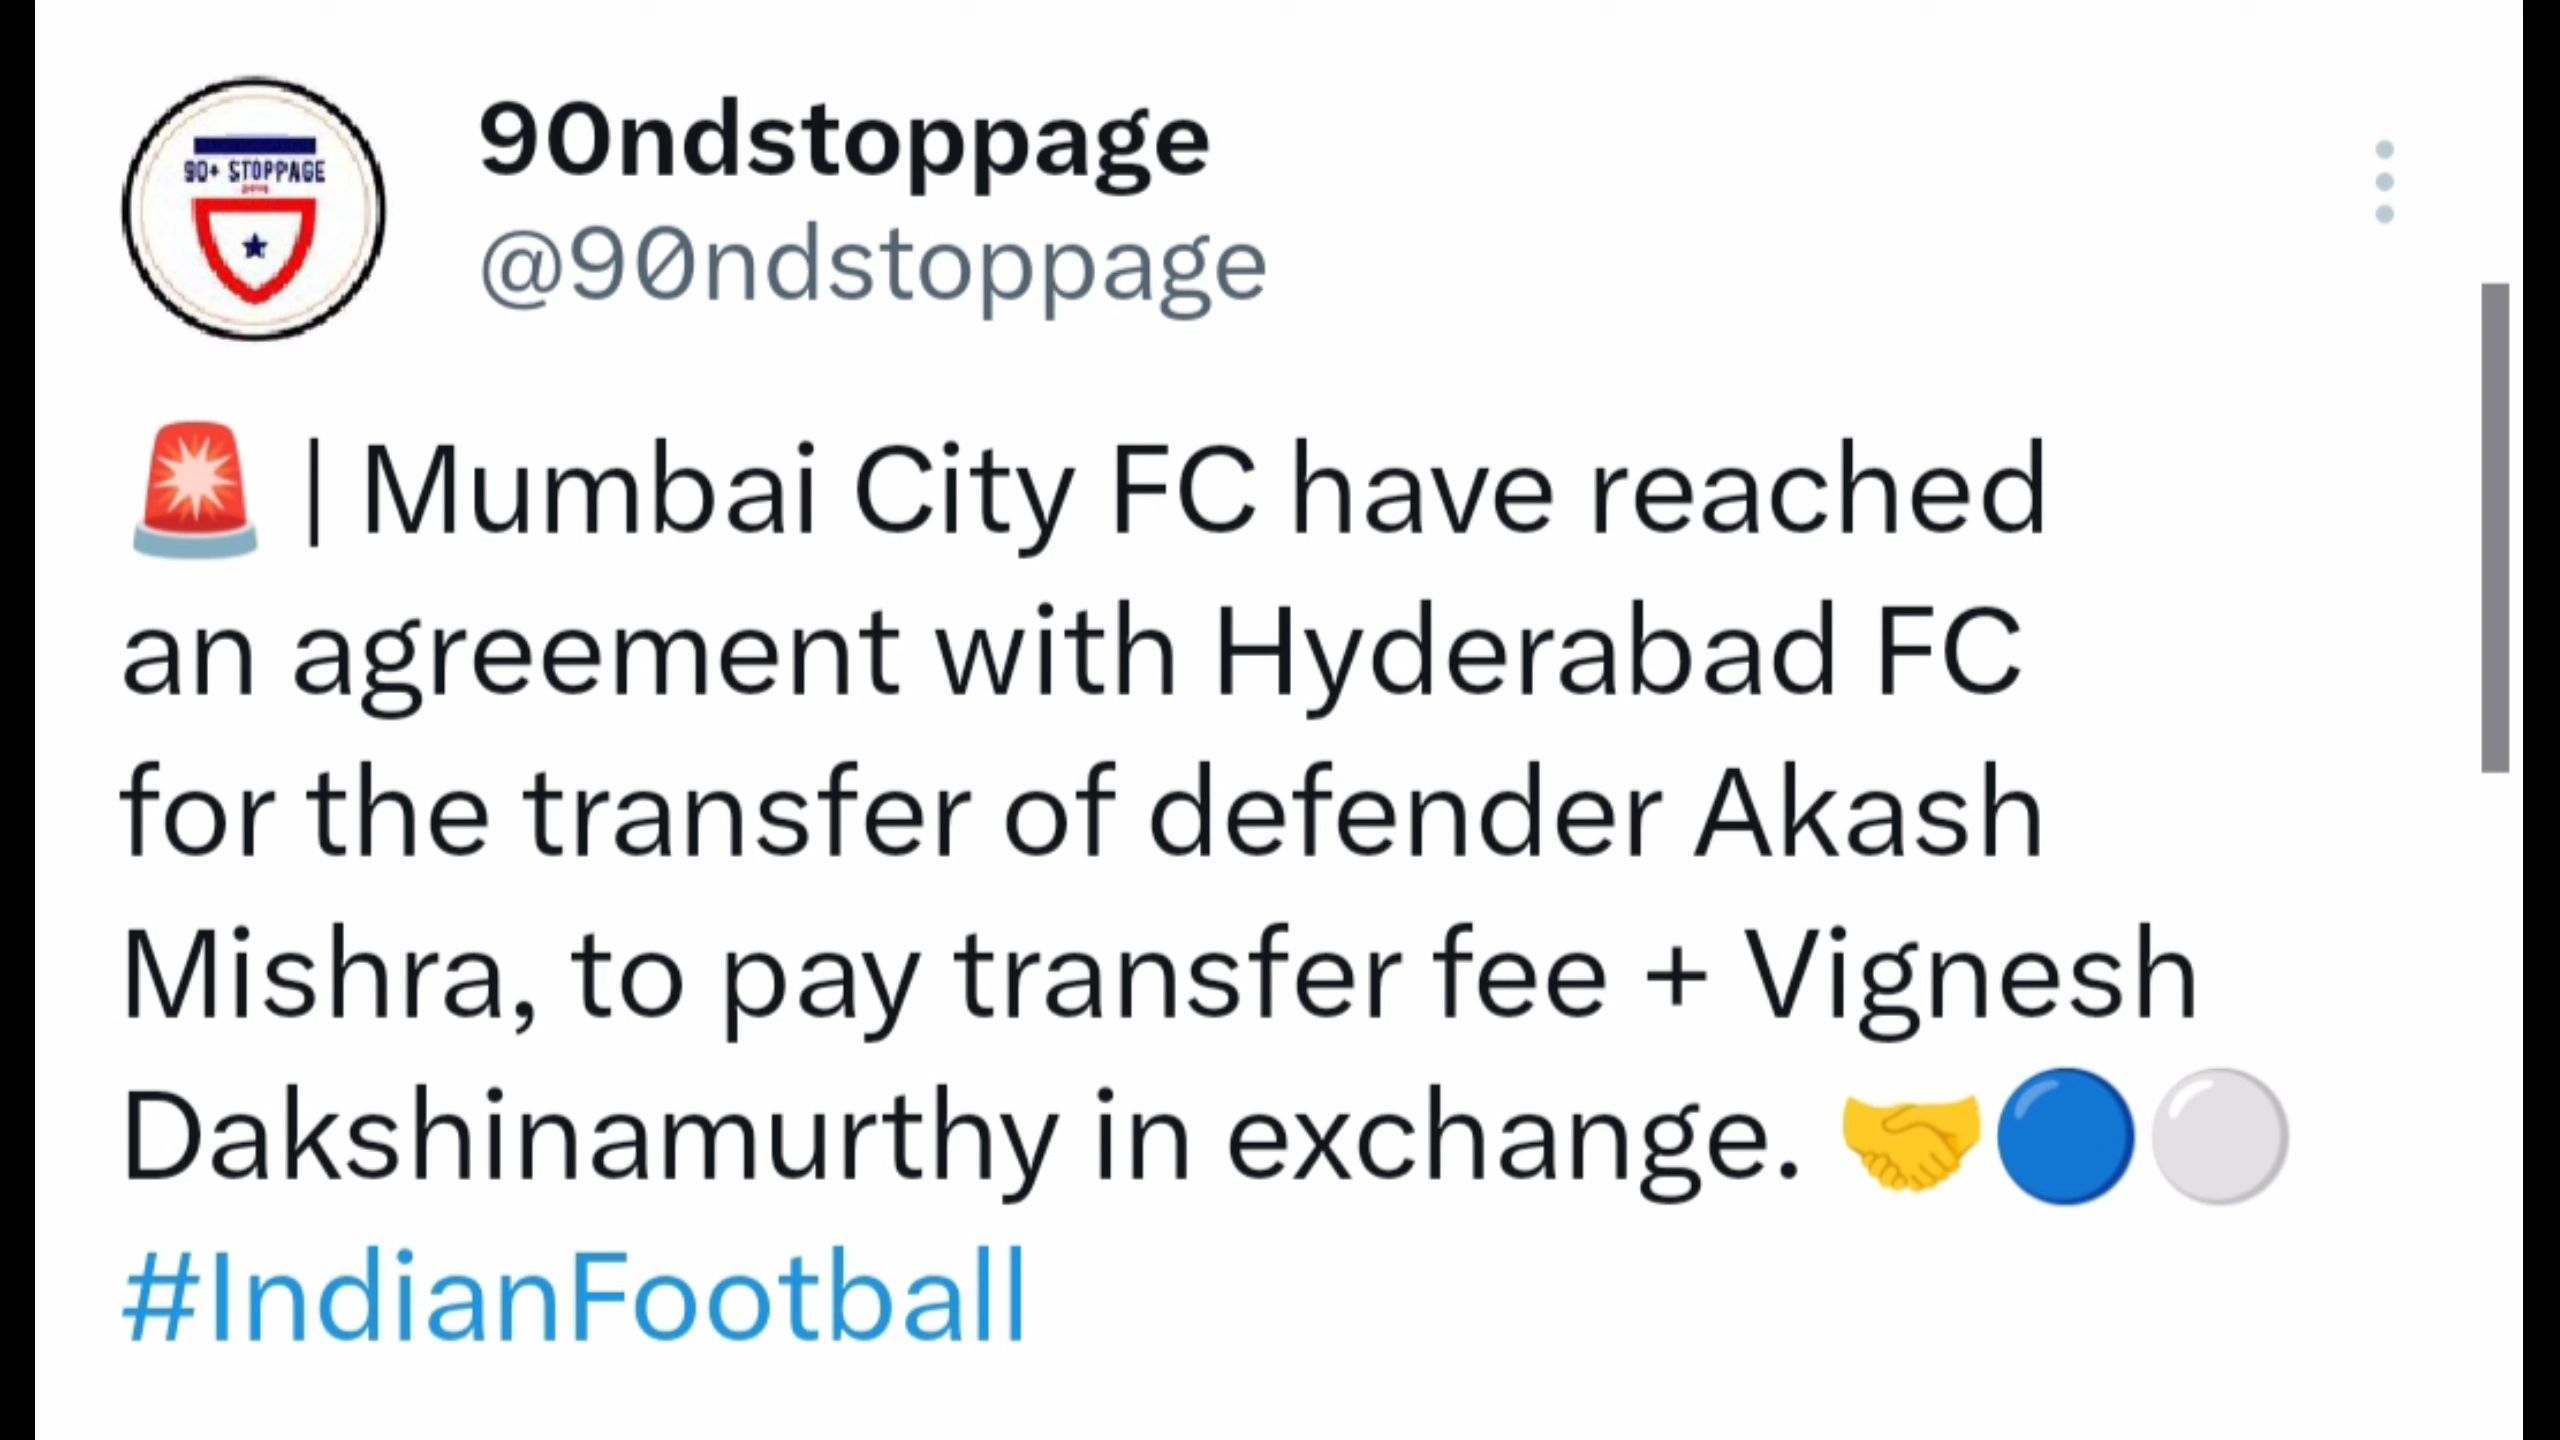 90+ STOPPAGE
90ndstoppage
@90ndstoppage
🚨 | Mumbai City FC have reached
an agreement with Hyderabad FC
for the transfer of defender Akash
Mishra, to pay transfer fee + Vignesh
Dakshinamurthy in exchange. 🤝🔵⚪
#IndianFootball